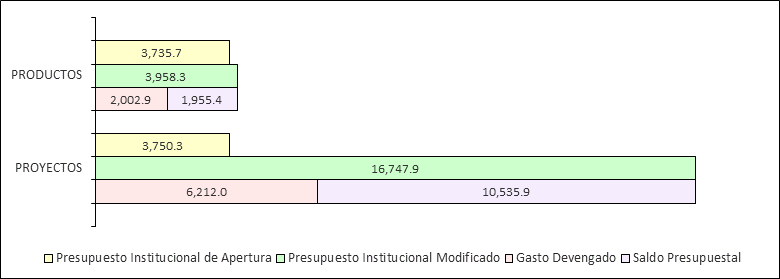 3,735.7
PRODUCTOS
3,958.3
2,002.9 1,955.4
3,750.3
PROYECTOS
16,747.9
6,212.0 10,535.9
Presupuesto Institucional de Apertura Presupuesto Institucional Modificado Gasto Devengado Saldo Presupuestal